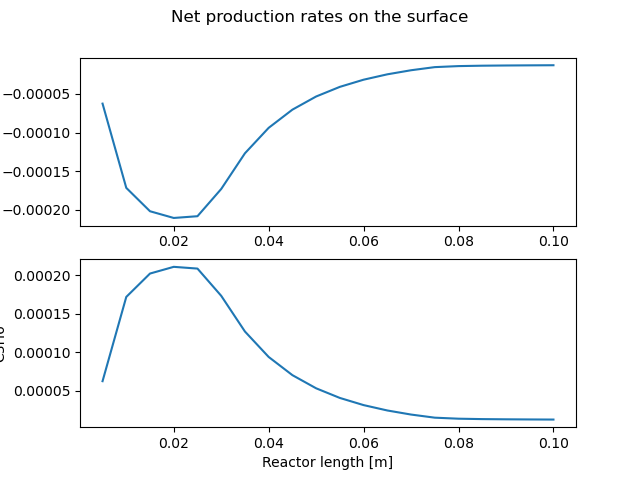 Net production rates on the surface
−0.00005
−0.00010
−0.00015
−0.00020
0.02 0.04 0.06 0.08 0.10
0.00020
0.00015
0.00010
0.00005
0.02 0.04 0.06 0.08 0.10
Reactor length [m]